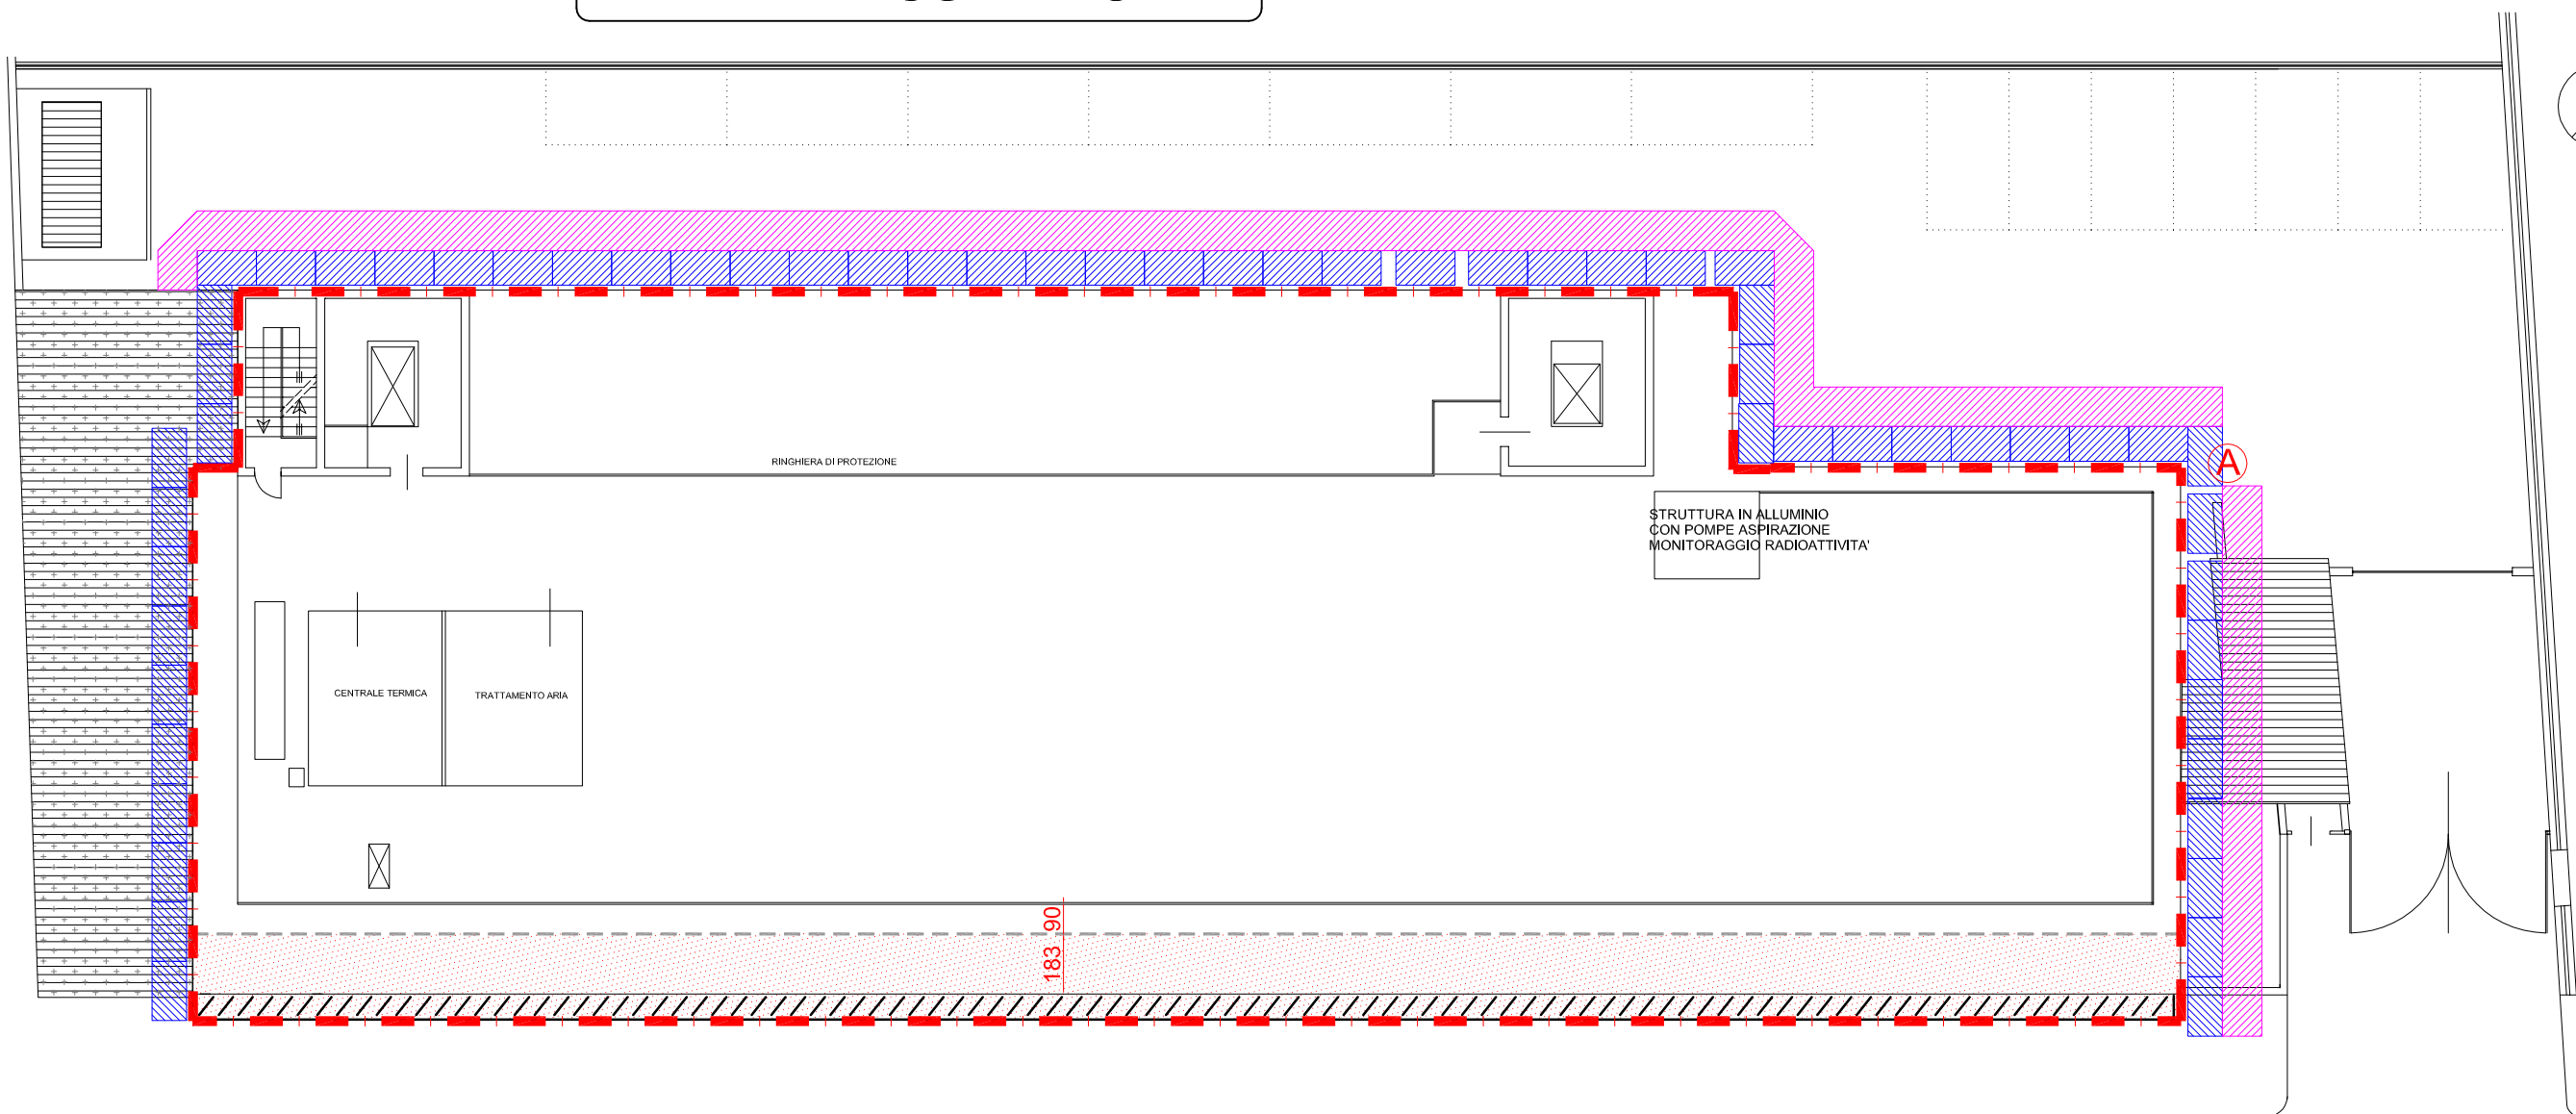 RINGHIERA DI PROTEZIONE
A
STRUTTURA IN ALLUMINIO
CON POMPE ASPIRAZIONE
MONITORAGGIO RADIOATTIVITA'
CENTRALE TERMICA
TRATTAMENTO ARIA
183 90